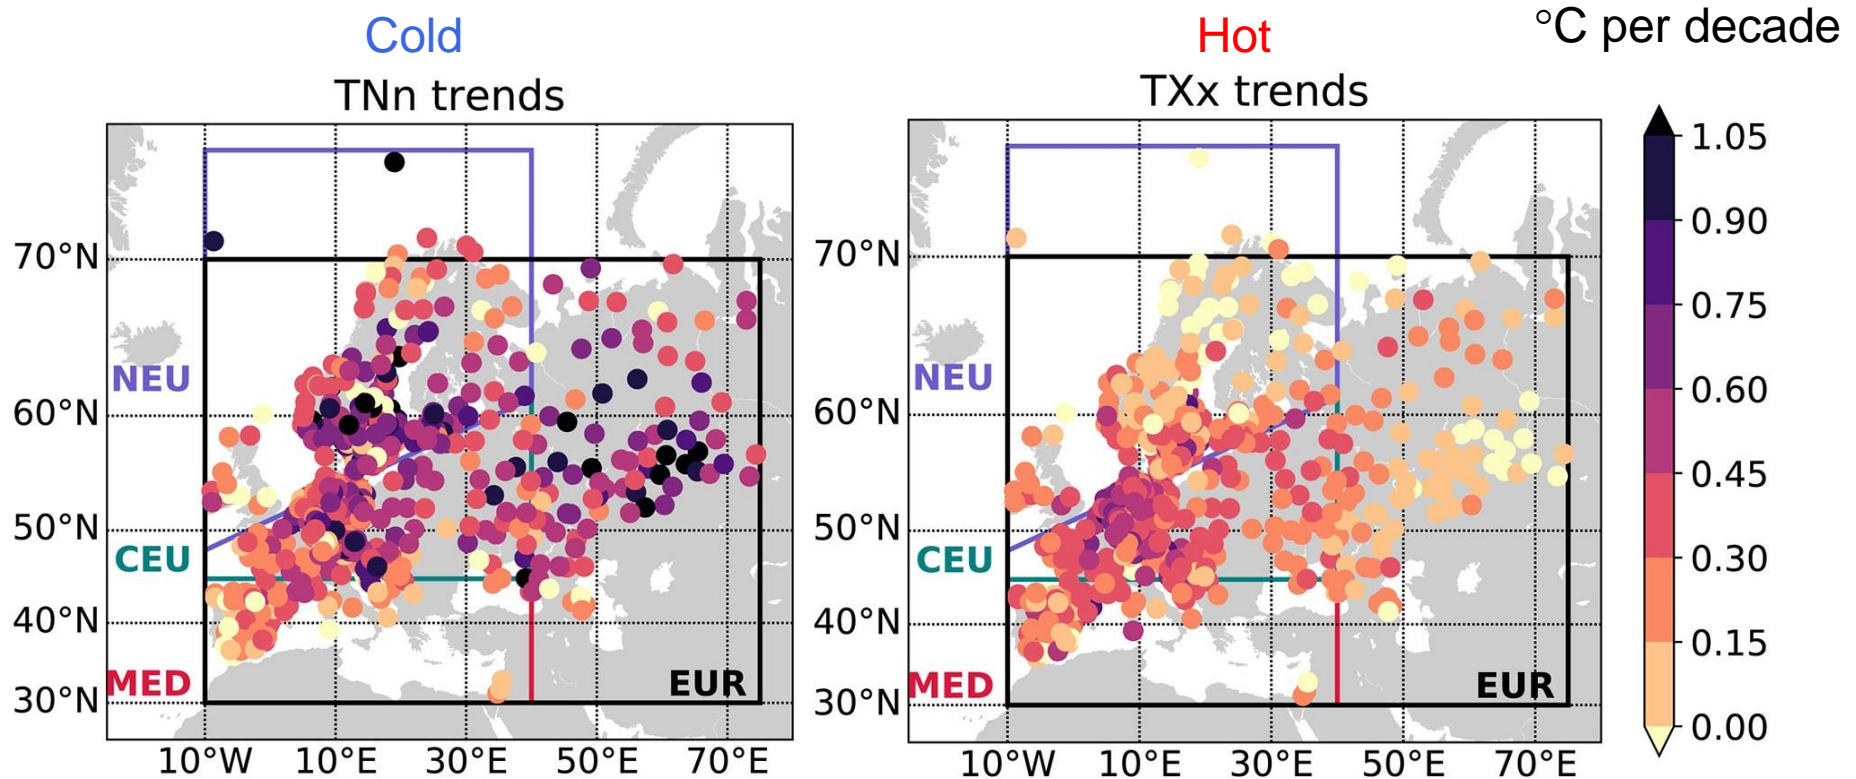 Cold
Hot
°C per decade
TNn trends
TXx trends
70°N
60°N
50°N
40°N
30°N
NEU
CEU
MED
EUR
10°W 10°E 30°E 50°E 70°E
70°N
60°N
50°N
40°N
30°N
NEU
CEU
MED
EUR
10°W 10°E 30°E 50°E 70°E
1.05
0.90
0.75
0.60
0.45
0.30
0.15
0.00